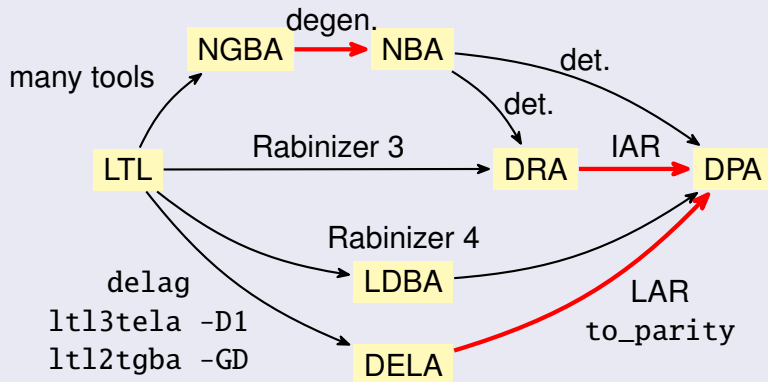 degen.
NGBA
NBA
many tools
det.
det.
Rabinizer 3
IAR
LTL
DRA
DPA
Rabinizer 4
delag
LDBA
LAR
ltl3tela -D1
to_parity
ltl2tgba -GD
DELA